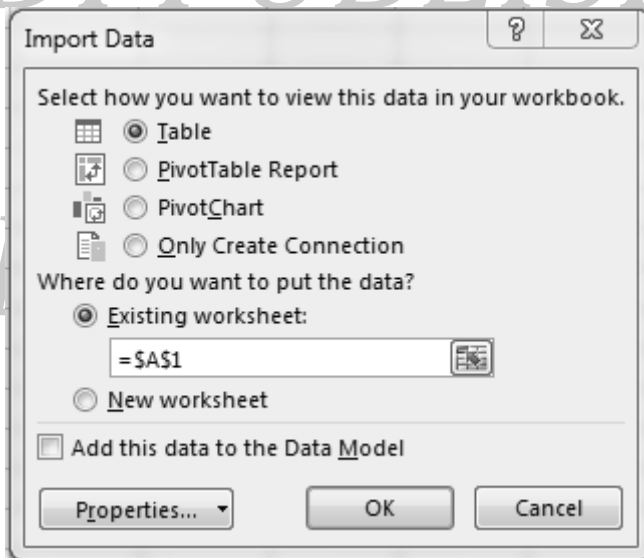 Import Data
Select how you want to view this data in your workbook.
Table
PivotTable Report
PivotChart
Only Create Connection
Where do you want to put the data?
Existing worksheet:
=$A$1
New worksheet
Add this data to the Data Model
Properties...
OK
Cancel